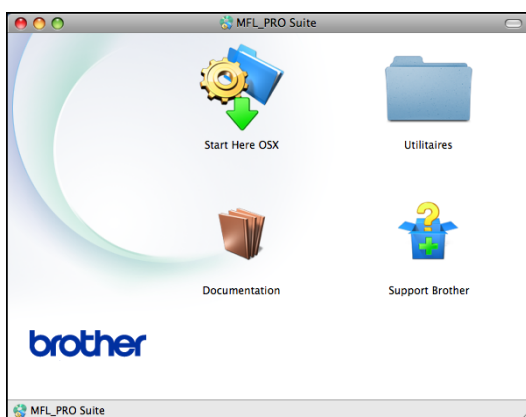 MFL_PRO Suite
Start Here OSX
Utilitaires
Documentation
Support Brother
brother
MFL_PRO Suite